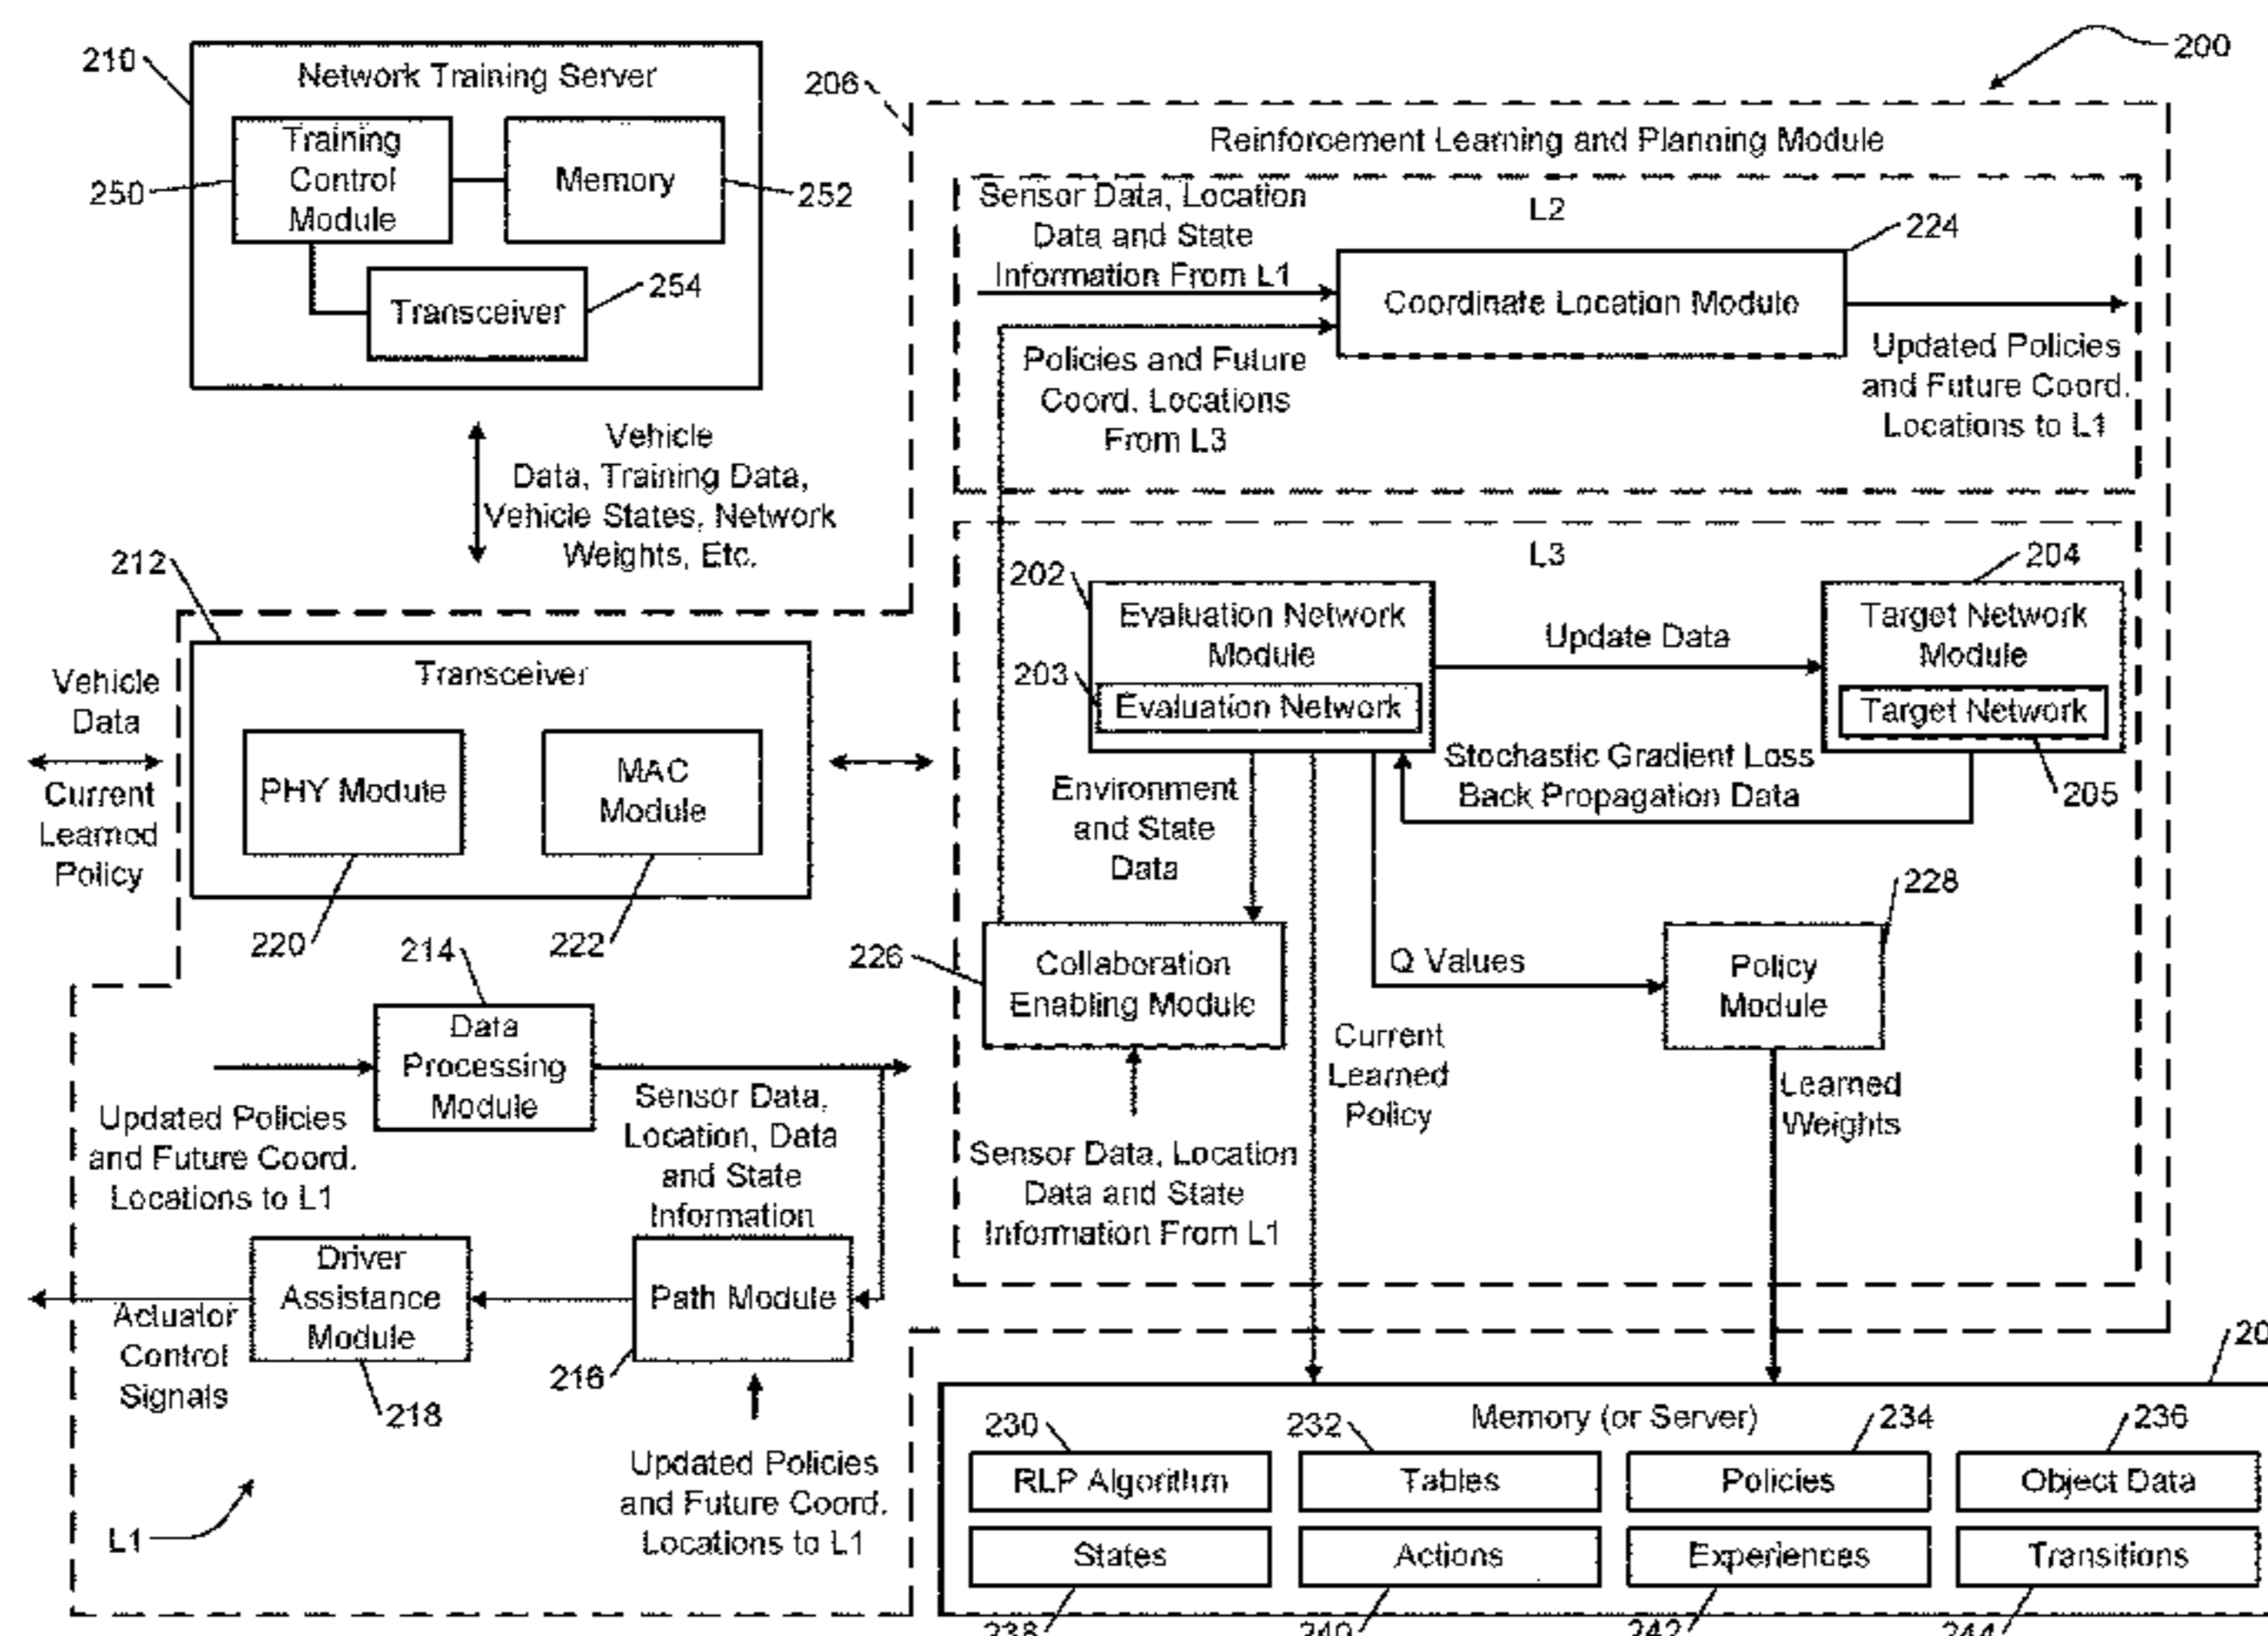 200
210
Network Training Server
Training
Control
Module
Memory
250
252
Transceiver
254
206
Reinforcement Learning and Planning Module
L2
Sensor Data, Location
Data and State
Information From L1
224
Coordinate Location Module
Policies and Future
Coord. Locations
From L3
Updated Policies
and Future Coord.
Locations to L1
Vehicle
Data, Training Data,
Vehicle States, Network
Weights, Etc.
212
Transceiver
PHY Module
MAC
Module
220
222
Vehicle
Data
Current
Learned
Policy
L3
202
Evaluation Network
Module
203
Evaluation Network
Update Data
204
Target Network
Module
Target Network
205
Stochastic Gradient Loss
Back Propagation Data
Environment
and State
Data
226
Collaboration
Enabling Module
Q Values
228
Policy
Module
Current
Learned
Policy
Learned
Weights
Sensor Data, Location
Data and State
Information From L1
214
Data
Processing
Module
Updated Policies
and Future Coord.
Locations to L1
Sensor Data,
Location, Data
and State
Information
Driver
Assistance
Module
Path Module
Actuator
Control
Signals
218
216
Updated Policies
and Future Coord.
Locations to L1
L1
20
Memory (or Server)
230
232
234
236
RLP Algorithm
Tables
Policies
Object Data
States
Actions
Experiences
Transitions
238
240
242
244